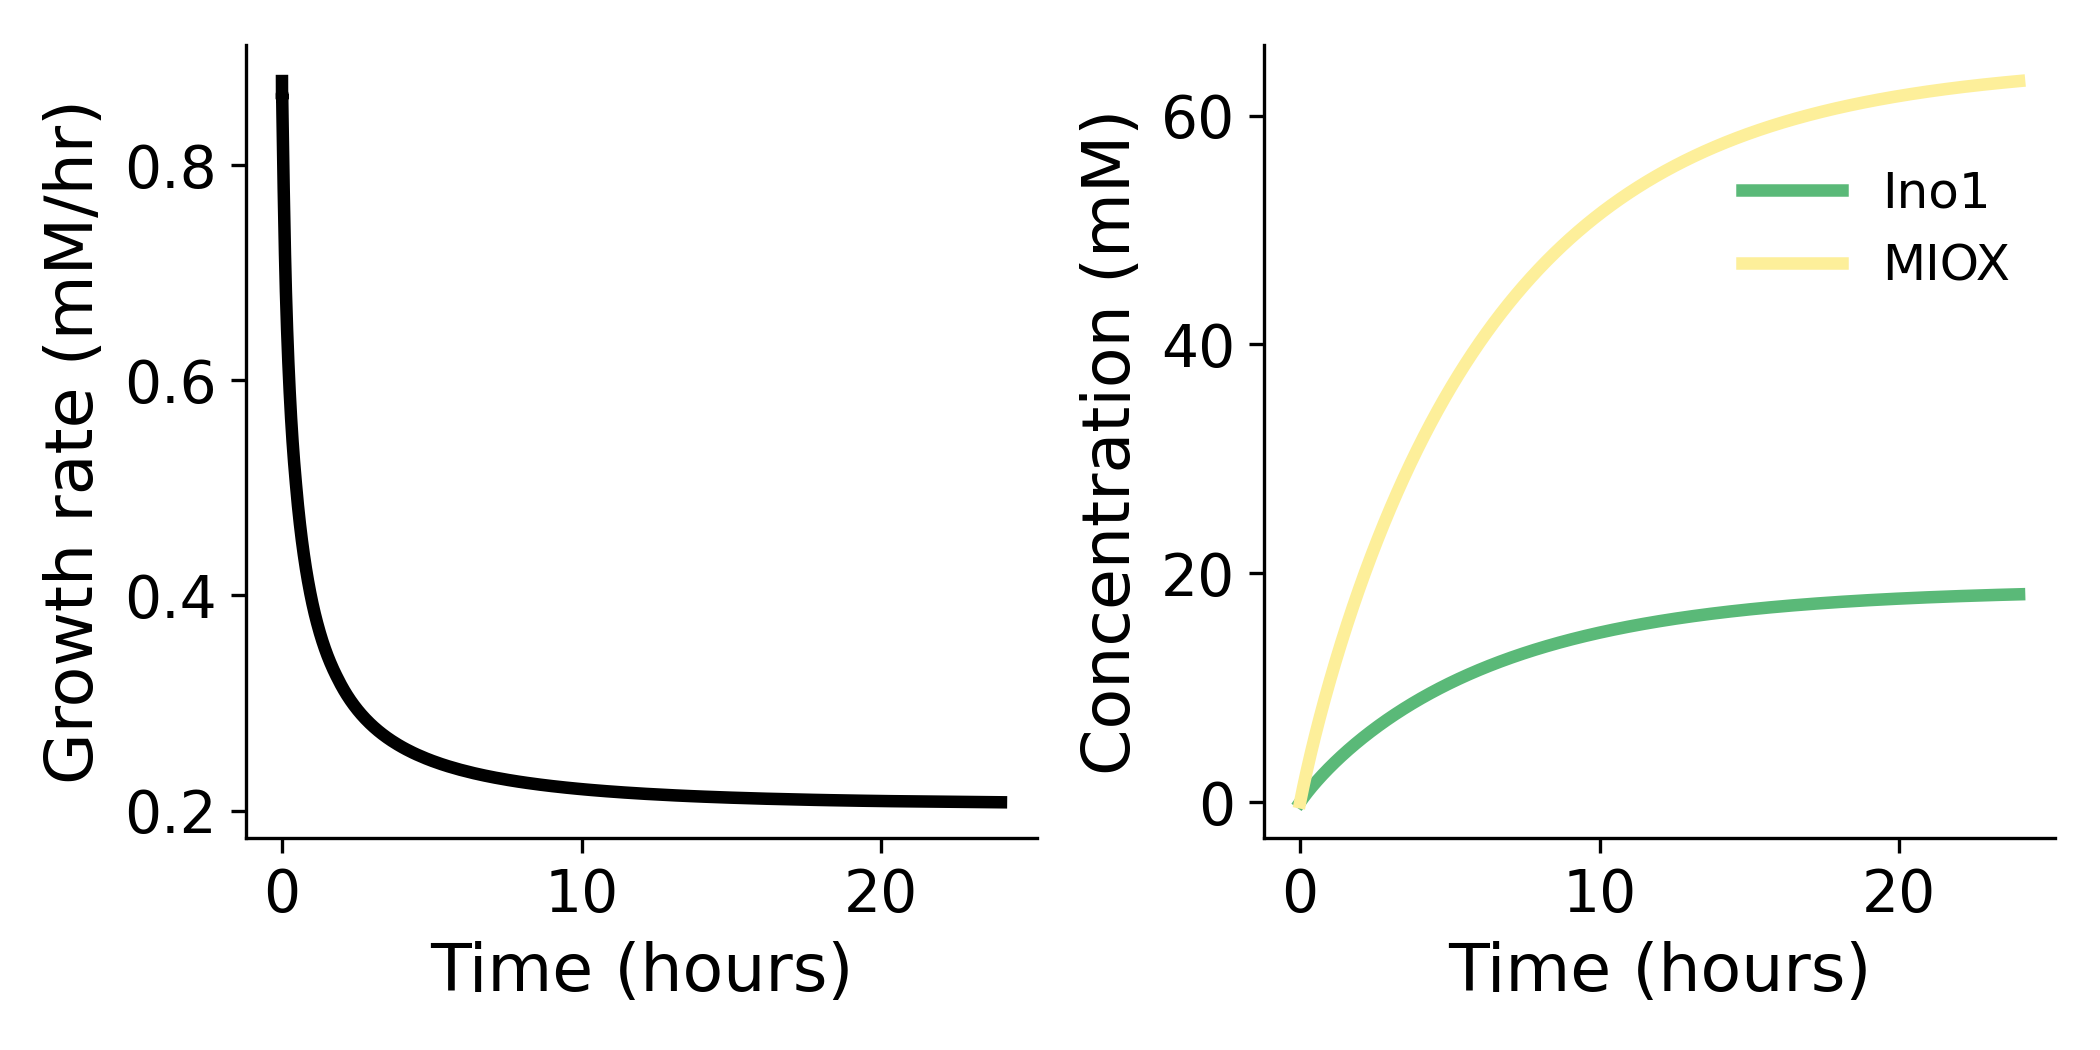 Growth rate (mM/hr)
0.8
0.6
0.4
0.2
0 10 20
Time (hours)
Concentration (mM)
60
40
20
0
0 10 20
Time (hours)
Ino1
MIOX